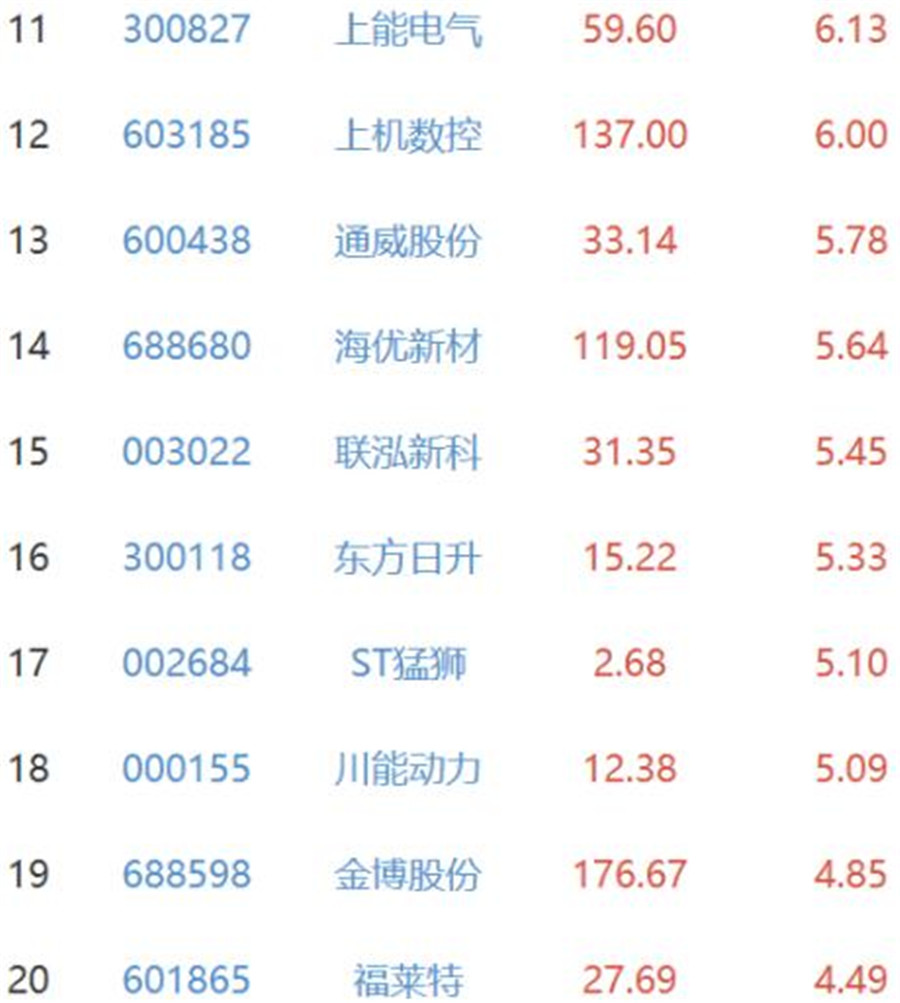 11 300827 上能电气 59.60 6.13
12 603185 上机数控 137.00 6.00
13 600438 通威股份 33.14 5.78
14 688680 海优新材 119.05 5.64
15 003022 联泓新科 31.35 5.45
16 300118 东方日升 15.22 5.33
17 002684 ST猛狮 2.68 5.10
18 000155 川能动力 12.38 5.09
19 688598 金博股份 176.67 4.85
20 601865 福莱特 27.69 4.49